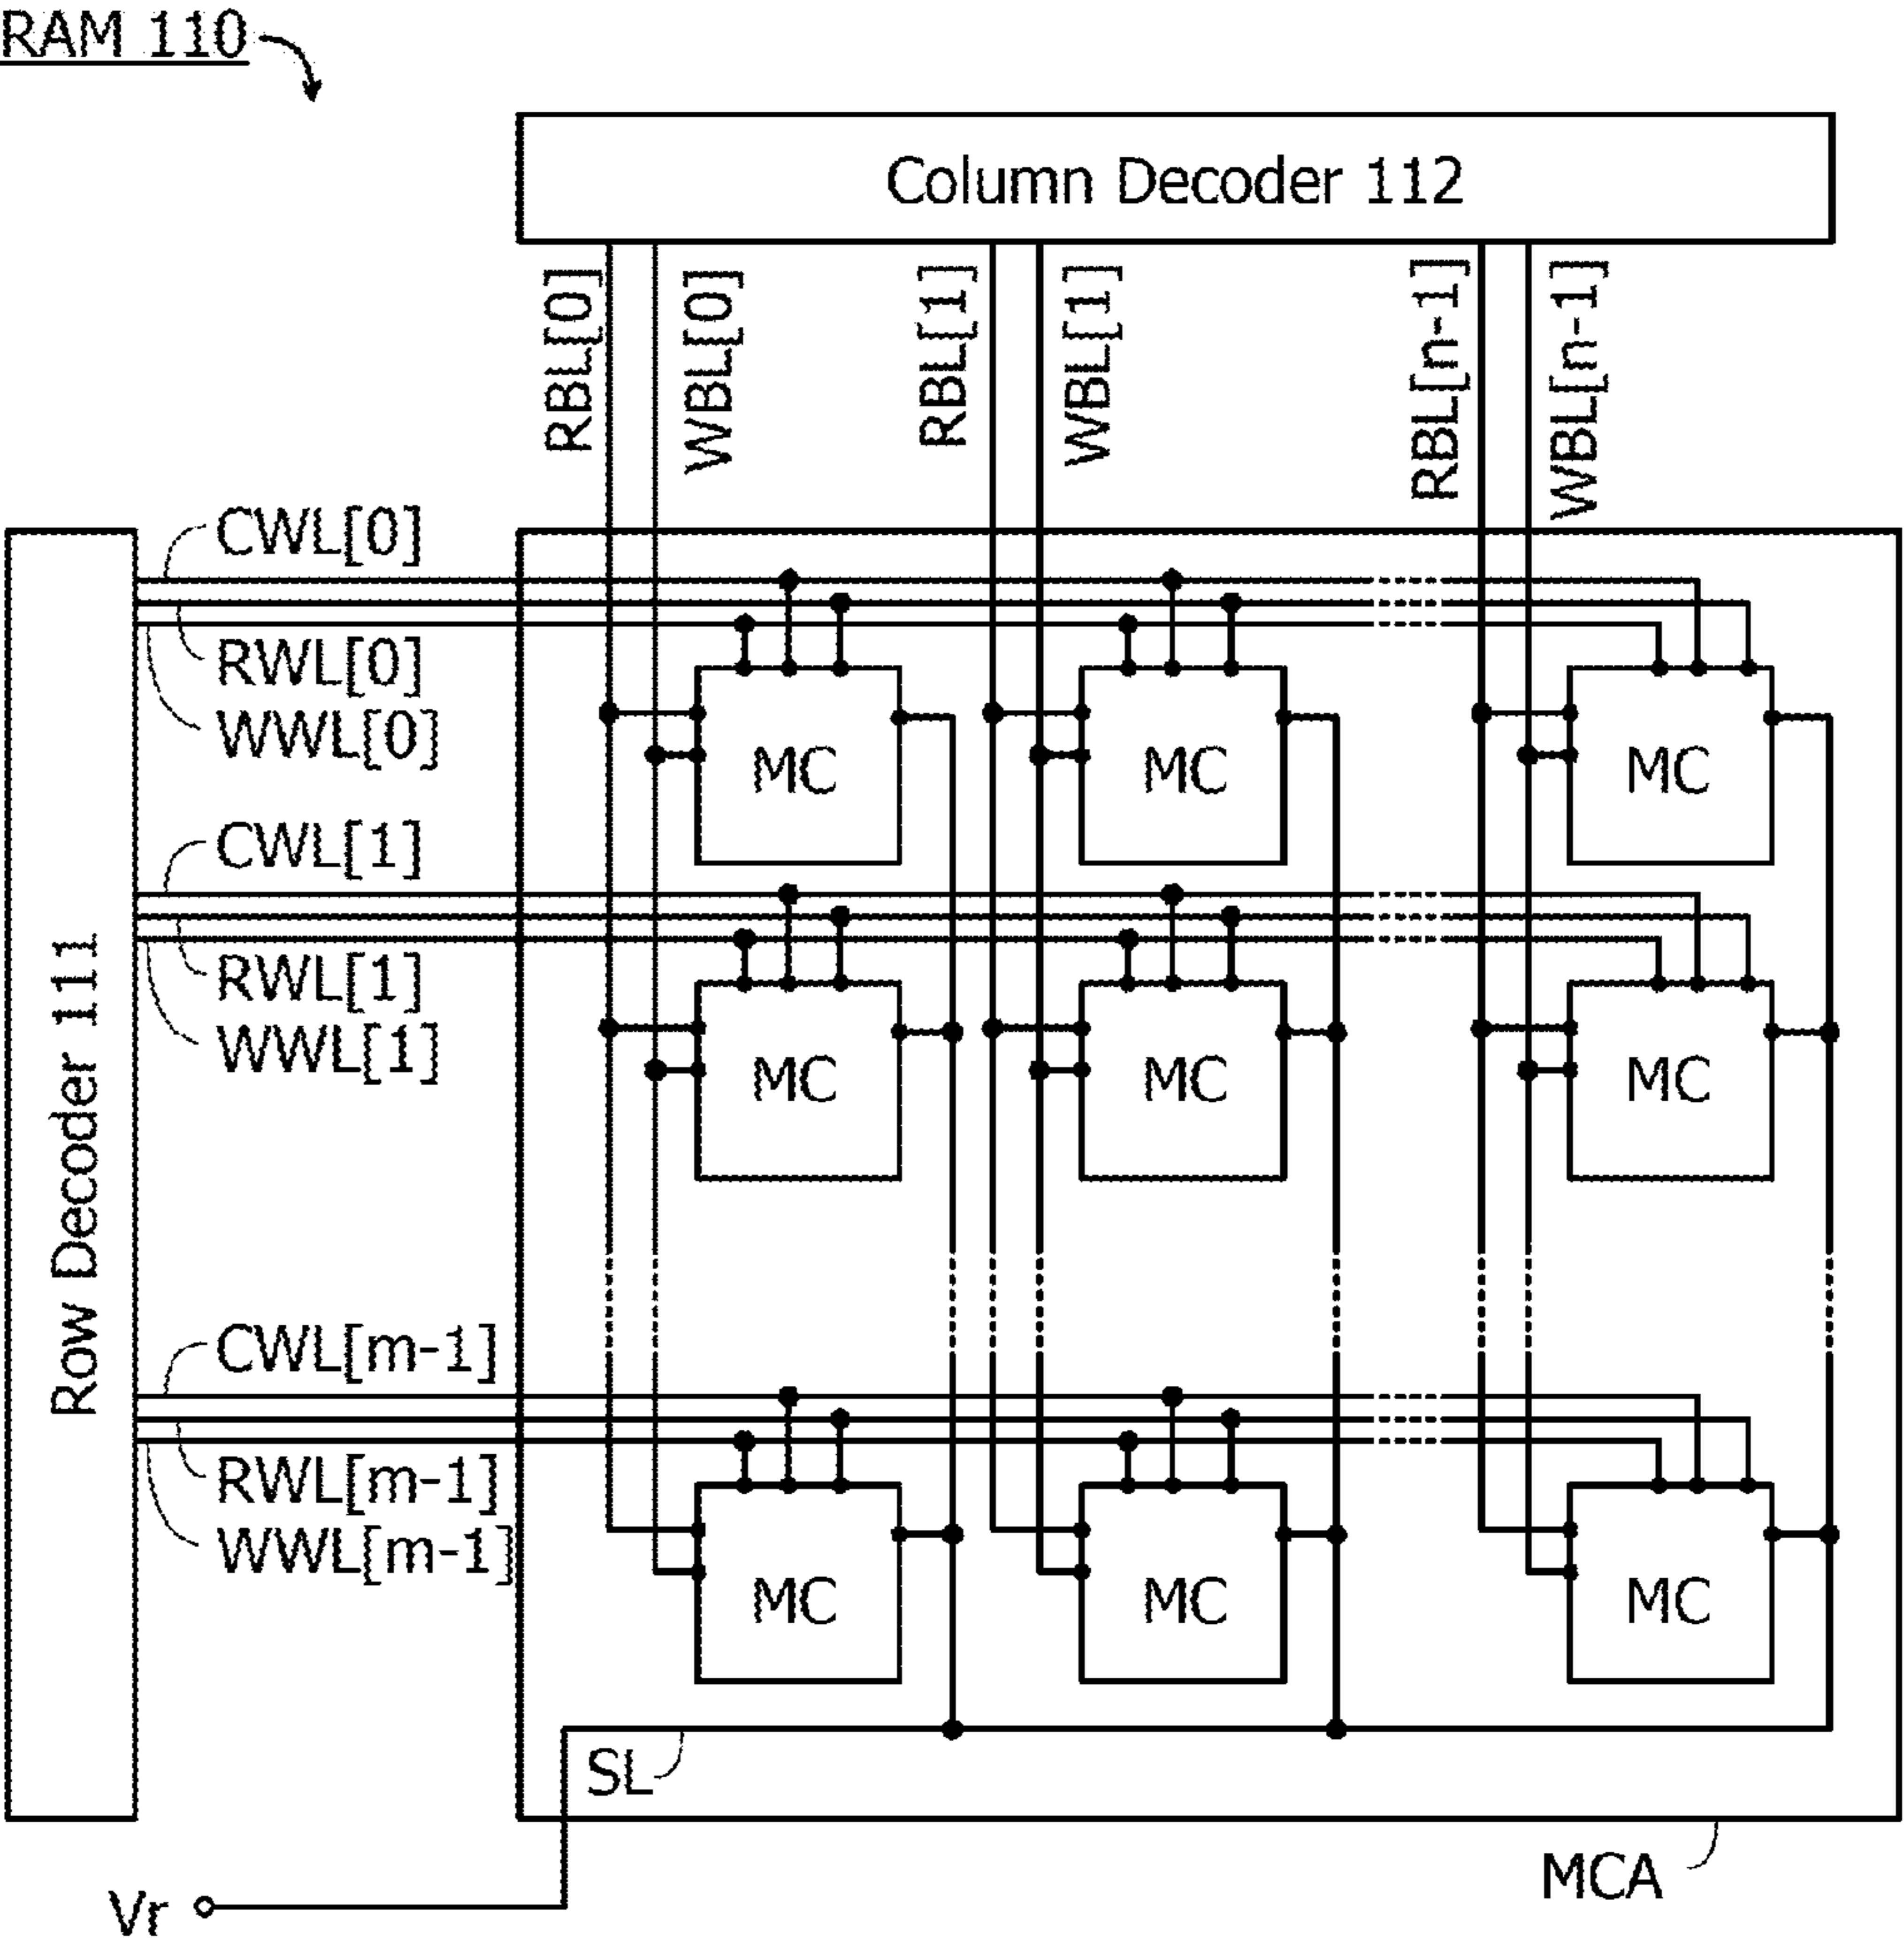 RAM 110
Column Decoder 112
RBL[0]
WBL[0]
RBL[1]
WBL[1]
RBL[n-1]
WBL[n-1]
Row Decoder 111
CWL[0]
RWL[0]
WWL[0]
MC
MC
MC
CWL[1]
RWL[1]
WWL[1]
MC
MC
MC
CWL[m-1]
RWL[m-1]
WWL[m-1]
MC
MC
MC
SL
MCA
Vr